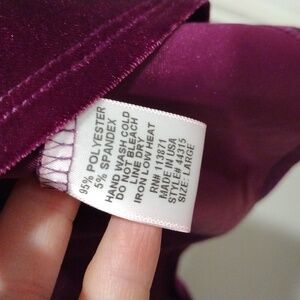 95% POLYESTER
5% SPANDEX
HAND WASH COLD
DO NOT BLEACH
LINE DRY
IRON LOW HEAT
RN# 113871
MADE IN USA
STYLE# 44315
SIZE: LARGE